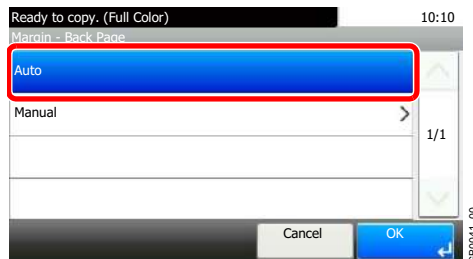 Ready to copy. (Full Color) 10:10
Margin - Back Page
Auto
Manual
1/1
Cancel OK